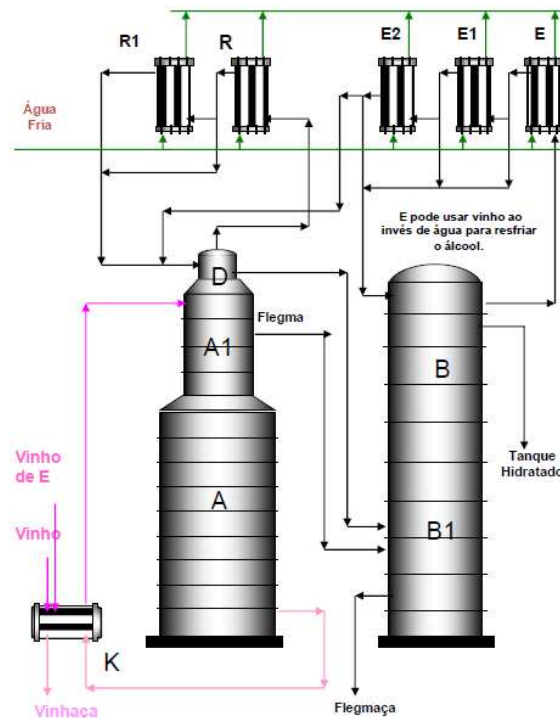 R1
R
E2
E1
E
Água
Fria
E pode usar vinho ao
invés de água para resfriar
o álcool.
D
Flegma
A1
B
Vinho
de E
Tanque
Hidratado
A
Vinho
B1
K
Vinhaça
Flegmaça